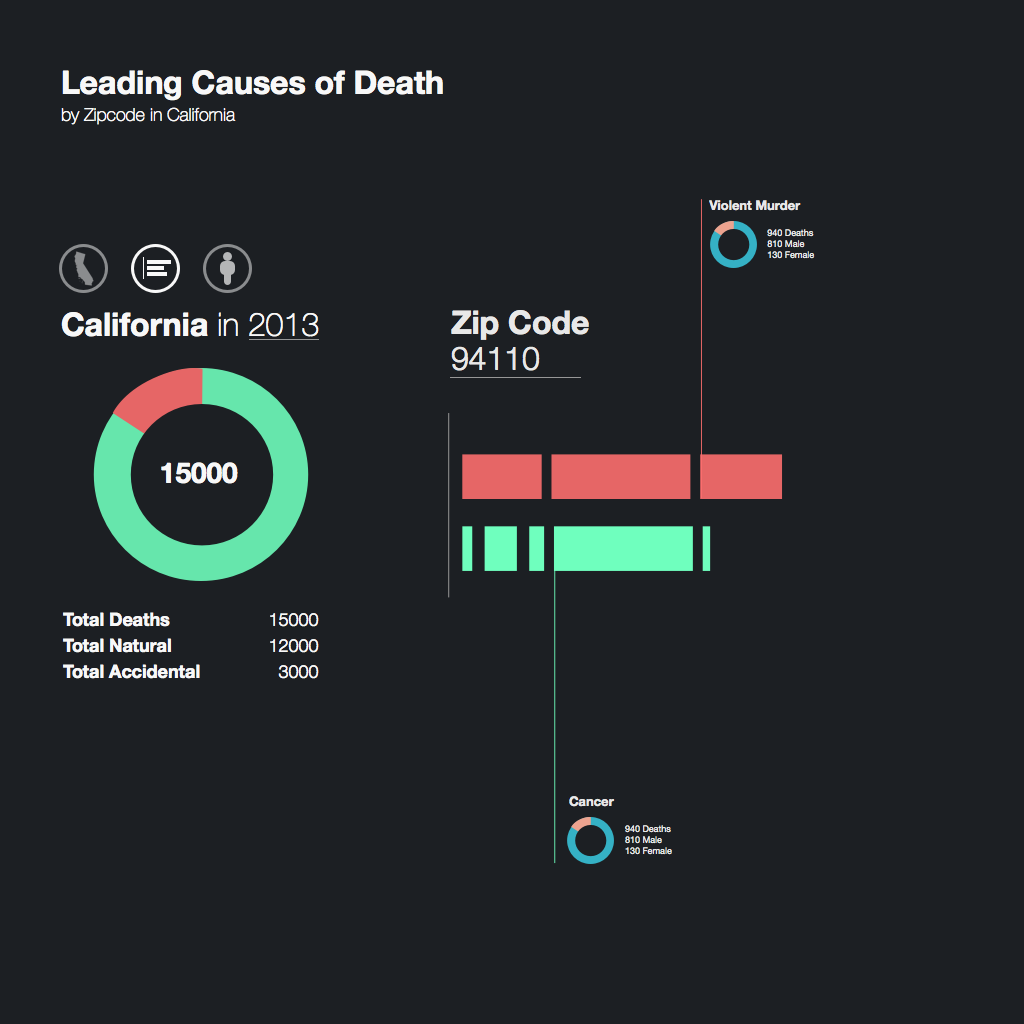 Leading Causes of Death
by Zipcode in California
California in 2013
15000
Total Deaths 15000
Total Natural 12000
Total Accidental 3000
Zip Code
94110
Violent Murder
940 Deaths
810 Male
130 Female
Cancer
940 Deaths
810 Male
130 Female